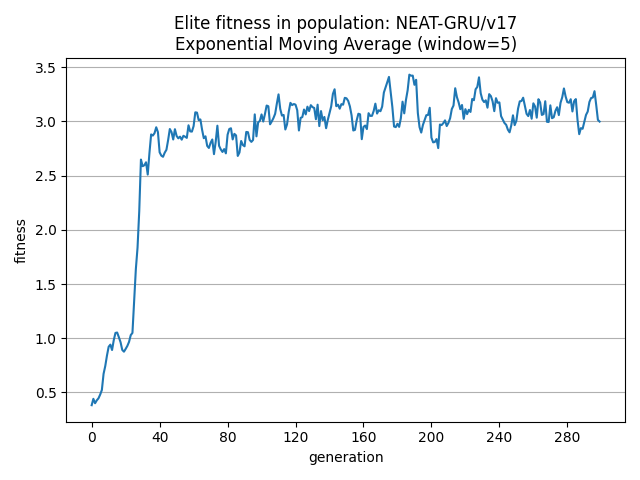 Elite fitness in population: NEAT-GRU/v17
Exponential Moving Average (window=5)
3.5
3.0
2.5
2.0
1.5
1.0
0.5
fitness
0 40 80 120 160 200 240 280
generation